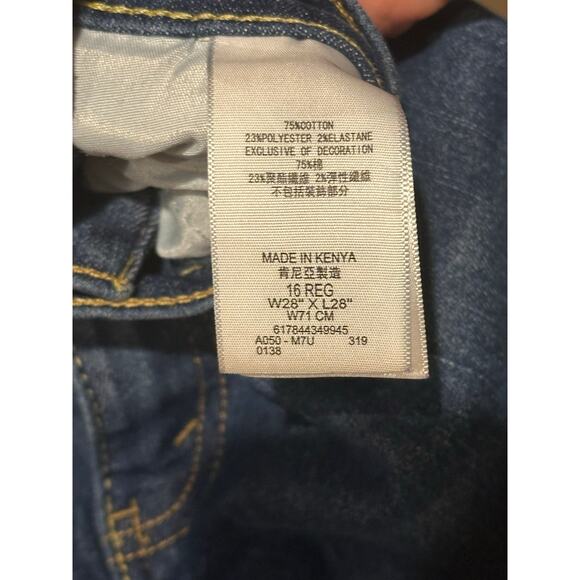 75%COTTON
23%POLYESTER 2%ELASTANE
EXCLUSIVE OF DECORATION
75%棉
23%聚酯纖維 2%彈性纖維
不包括裝飾部分
MADE IN KENYA
肯尼亞製造
16 REG
W28" X L28"
W71 CM
617844349945
A050 - M7U 319
0138